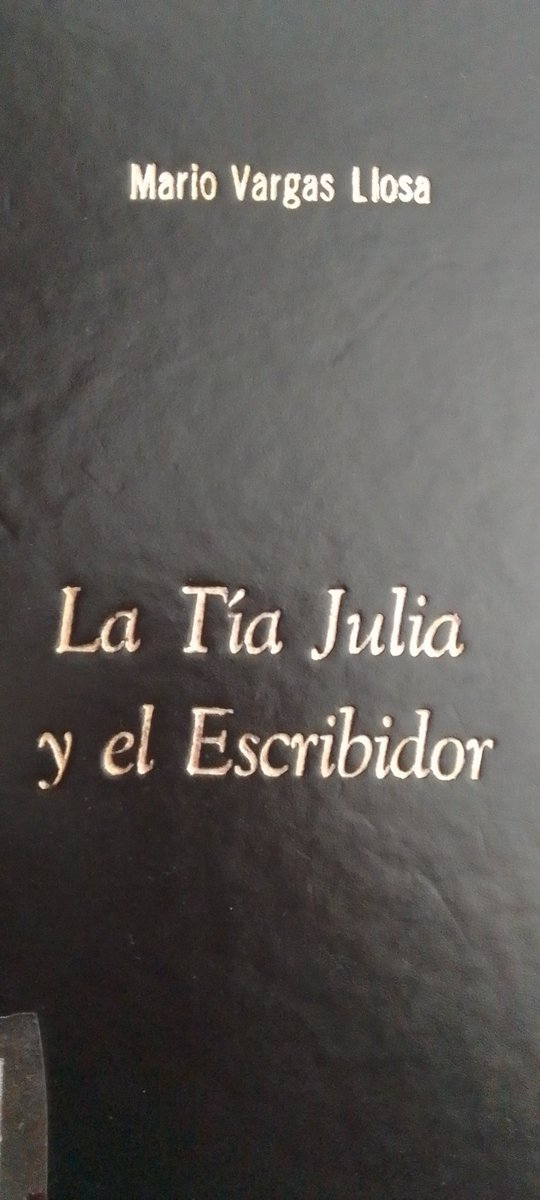 Mario Vargas Llosa
La Tía Julia
y el Escribidor